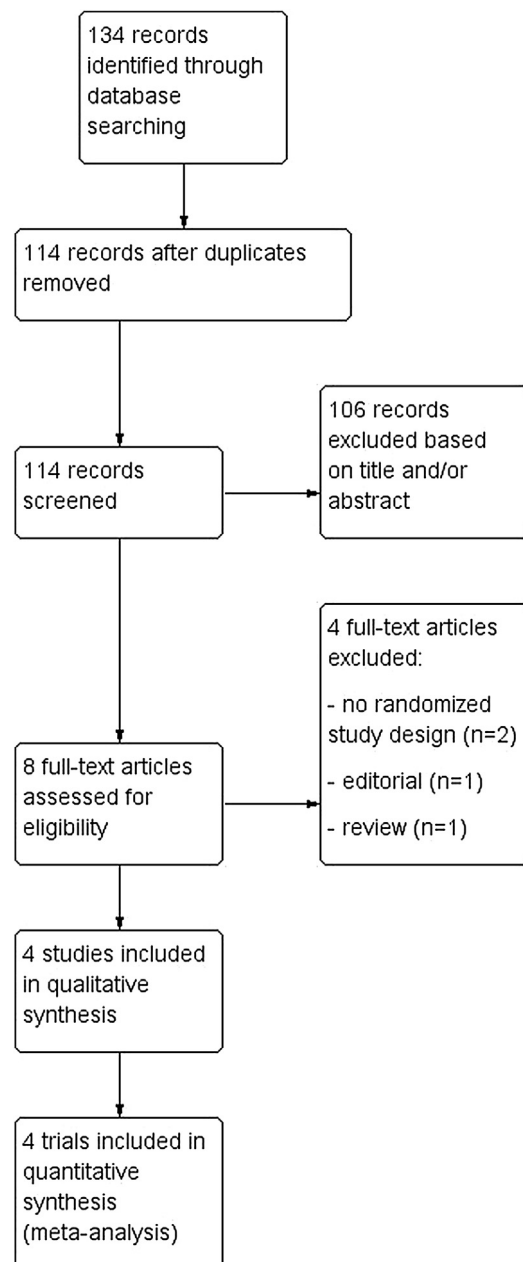 134 records
identified through
database
searching
114 records after duplicates
removed
106 records
excluded based
on title and/or
abstract
114 records
screened
4 full-text articles
excluded:
- no randomized
study design (n=2)
- editorial (n=1)
- review (n=1)
8 full-text articles
assessed for
eligibility
4 studies included
in qualitative
synthesis
4 trials included in
quantitative
synthesis
(meta-analysis)